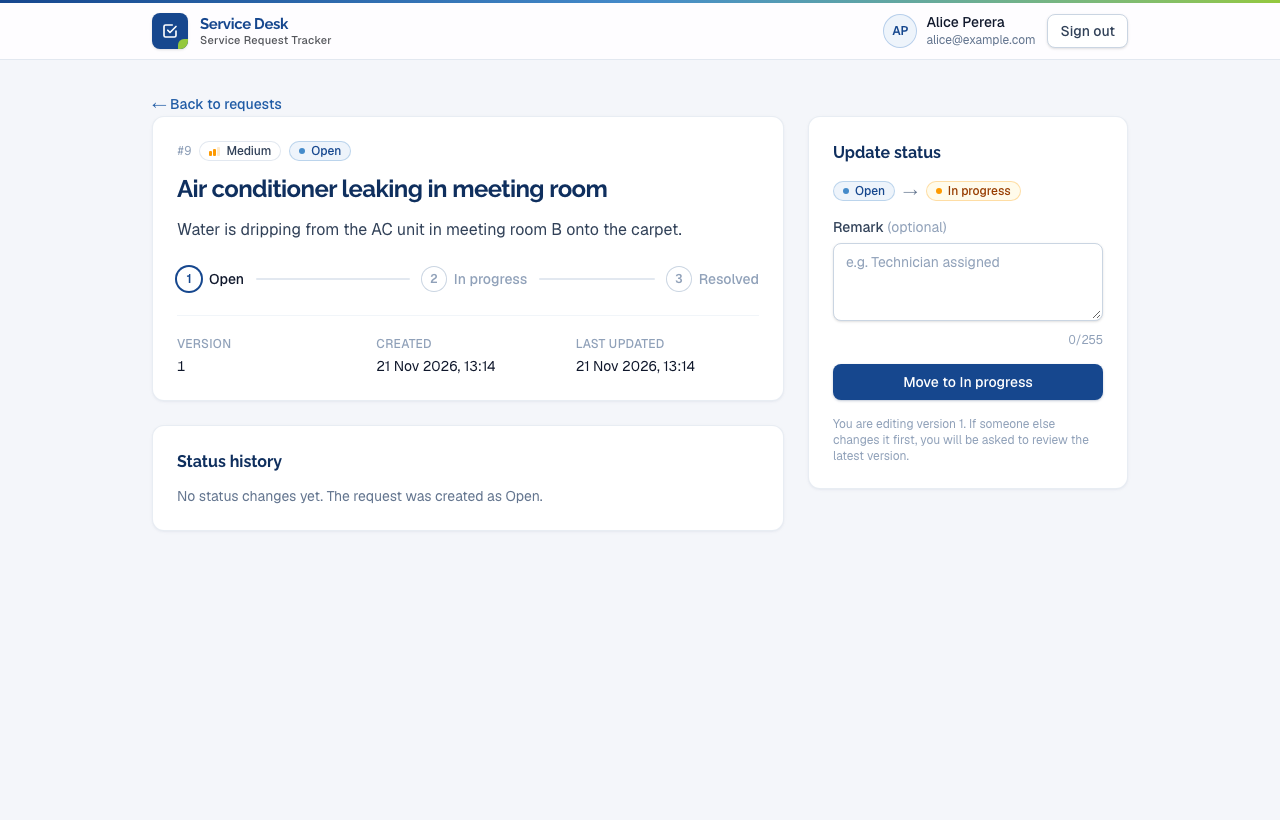 Service Desk
Service Request Tracker
AP
Alice Perera
alice@example.com
Sign out
← Back to requests
#9 Medium Open
Air conditioner leaking in meeting room
Water is dripping from the AC unit in meeting room B onto the carpet.
1 Open 2 In progress 3 Resolved
VERSION CREATED LAST UPDATED
1 21 Nov 2026, 13:14 21 Nov 2026, 13:14
Status history
No status changes yet. The request was created as Open.
Update status
Open → In progress
Remark (optional)
e.g. Technician assigned
0/255
Move to In progress
You are editing version 1. If someone else
changes it first, you will be asked to review the
latest version.